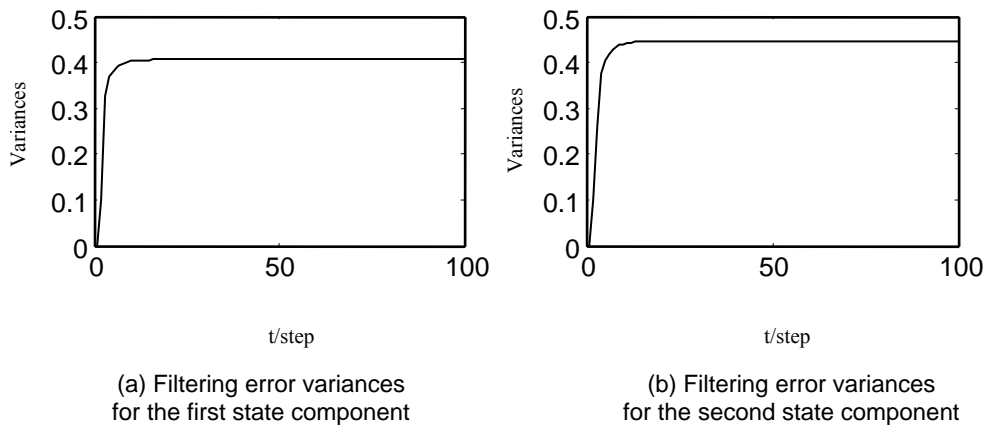 0.5
0.4
0.3
0.2
0.1
0
Variances
0
50
100
t/step
(a) Filtering error variances
for the first state component
0.5
0.4
0.3
0.2
0.1
0
Variances
0
50
100
t/step
(b) Filtering error variances
for the second state component